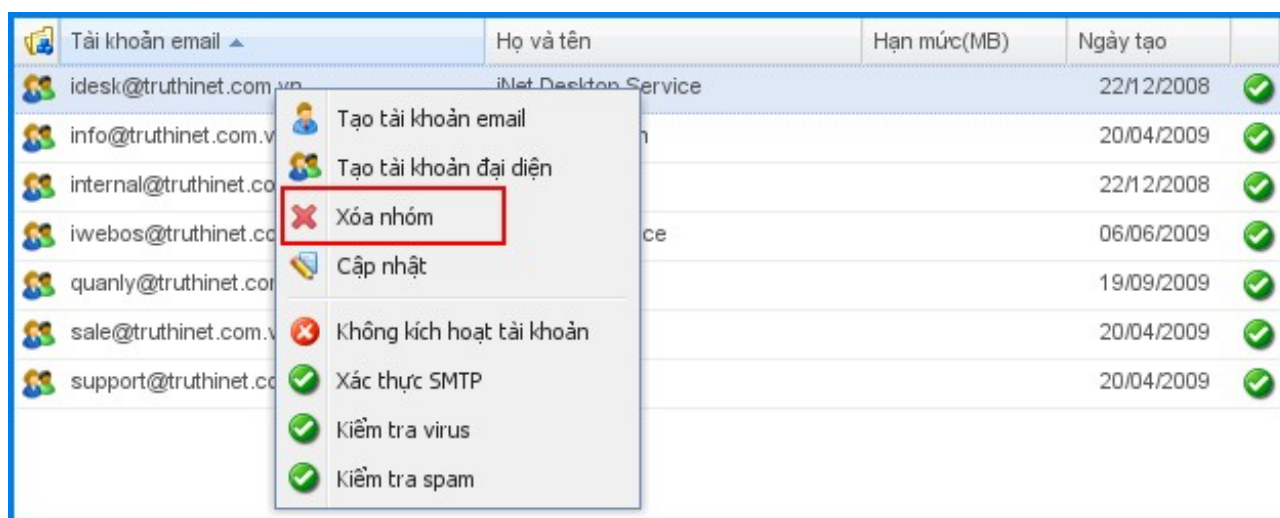 Tài khoản email Họ và tên Hạn mức(MB) Ngày tạo
idesk@truthinet.com.vn iNet Desktop Service 22/12/2008
info@truthinet.com.v 20/04/2009
internal@truthinet.co 22/12/2008
iwebos@truthinet.co ce 06/06/2009
quanly@truthinet.cor 19/09/2009
sale@truthinet.com.v 20/04/2009
support@truthinet.co 20/04/2009
Tạo tài khoản email
Tạo tài khoản đại diện
Xóa nhóm
Cập nhật
Không kích hoạt tài khoản
Xác thực SMTP
Kiểm tra virus
Kiểm tra spam